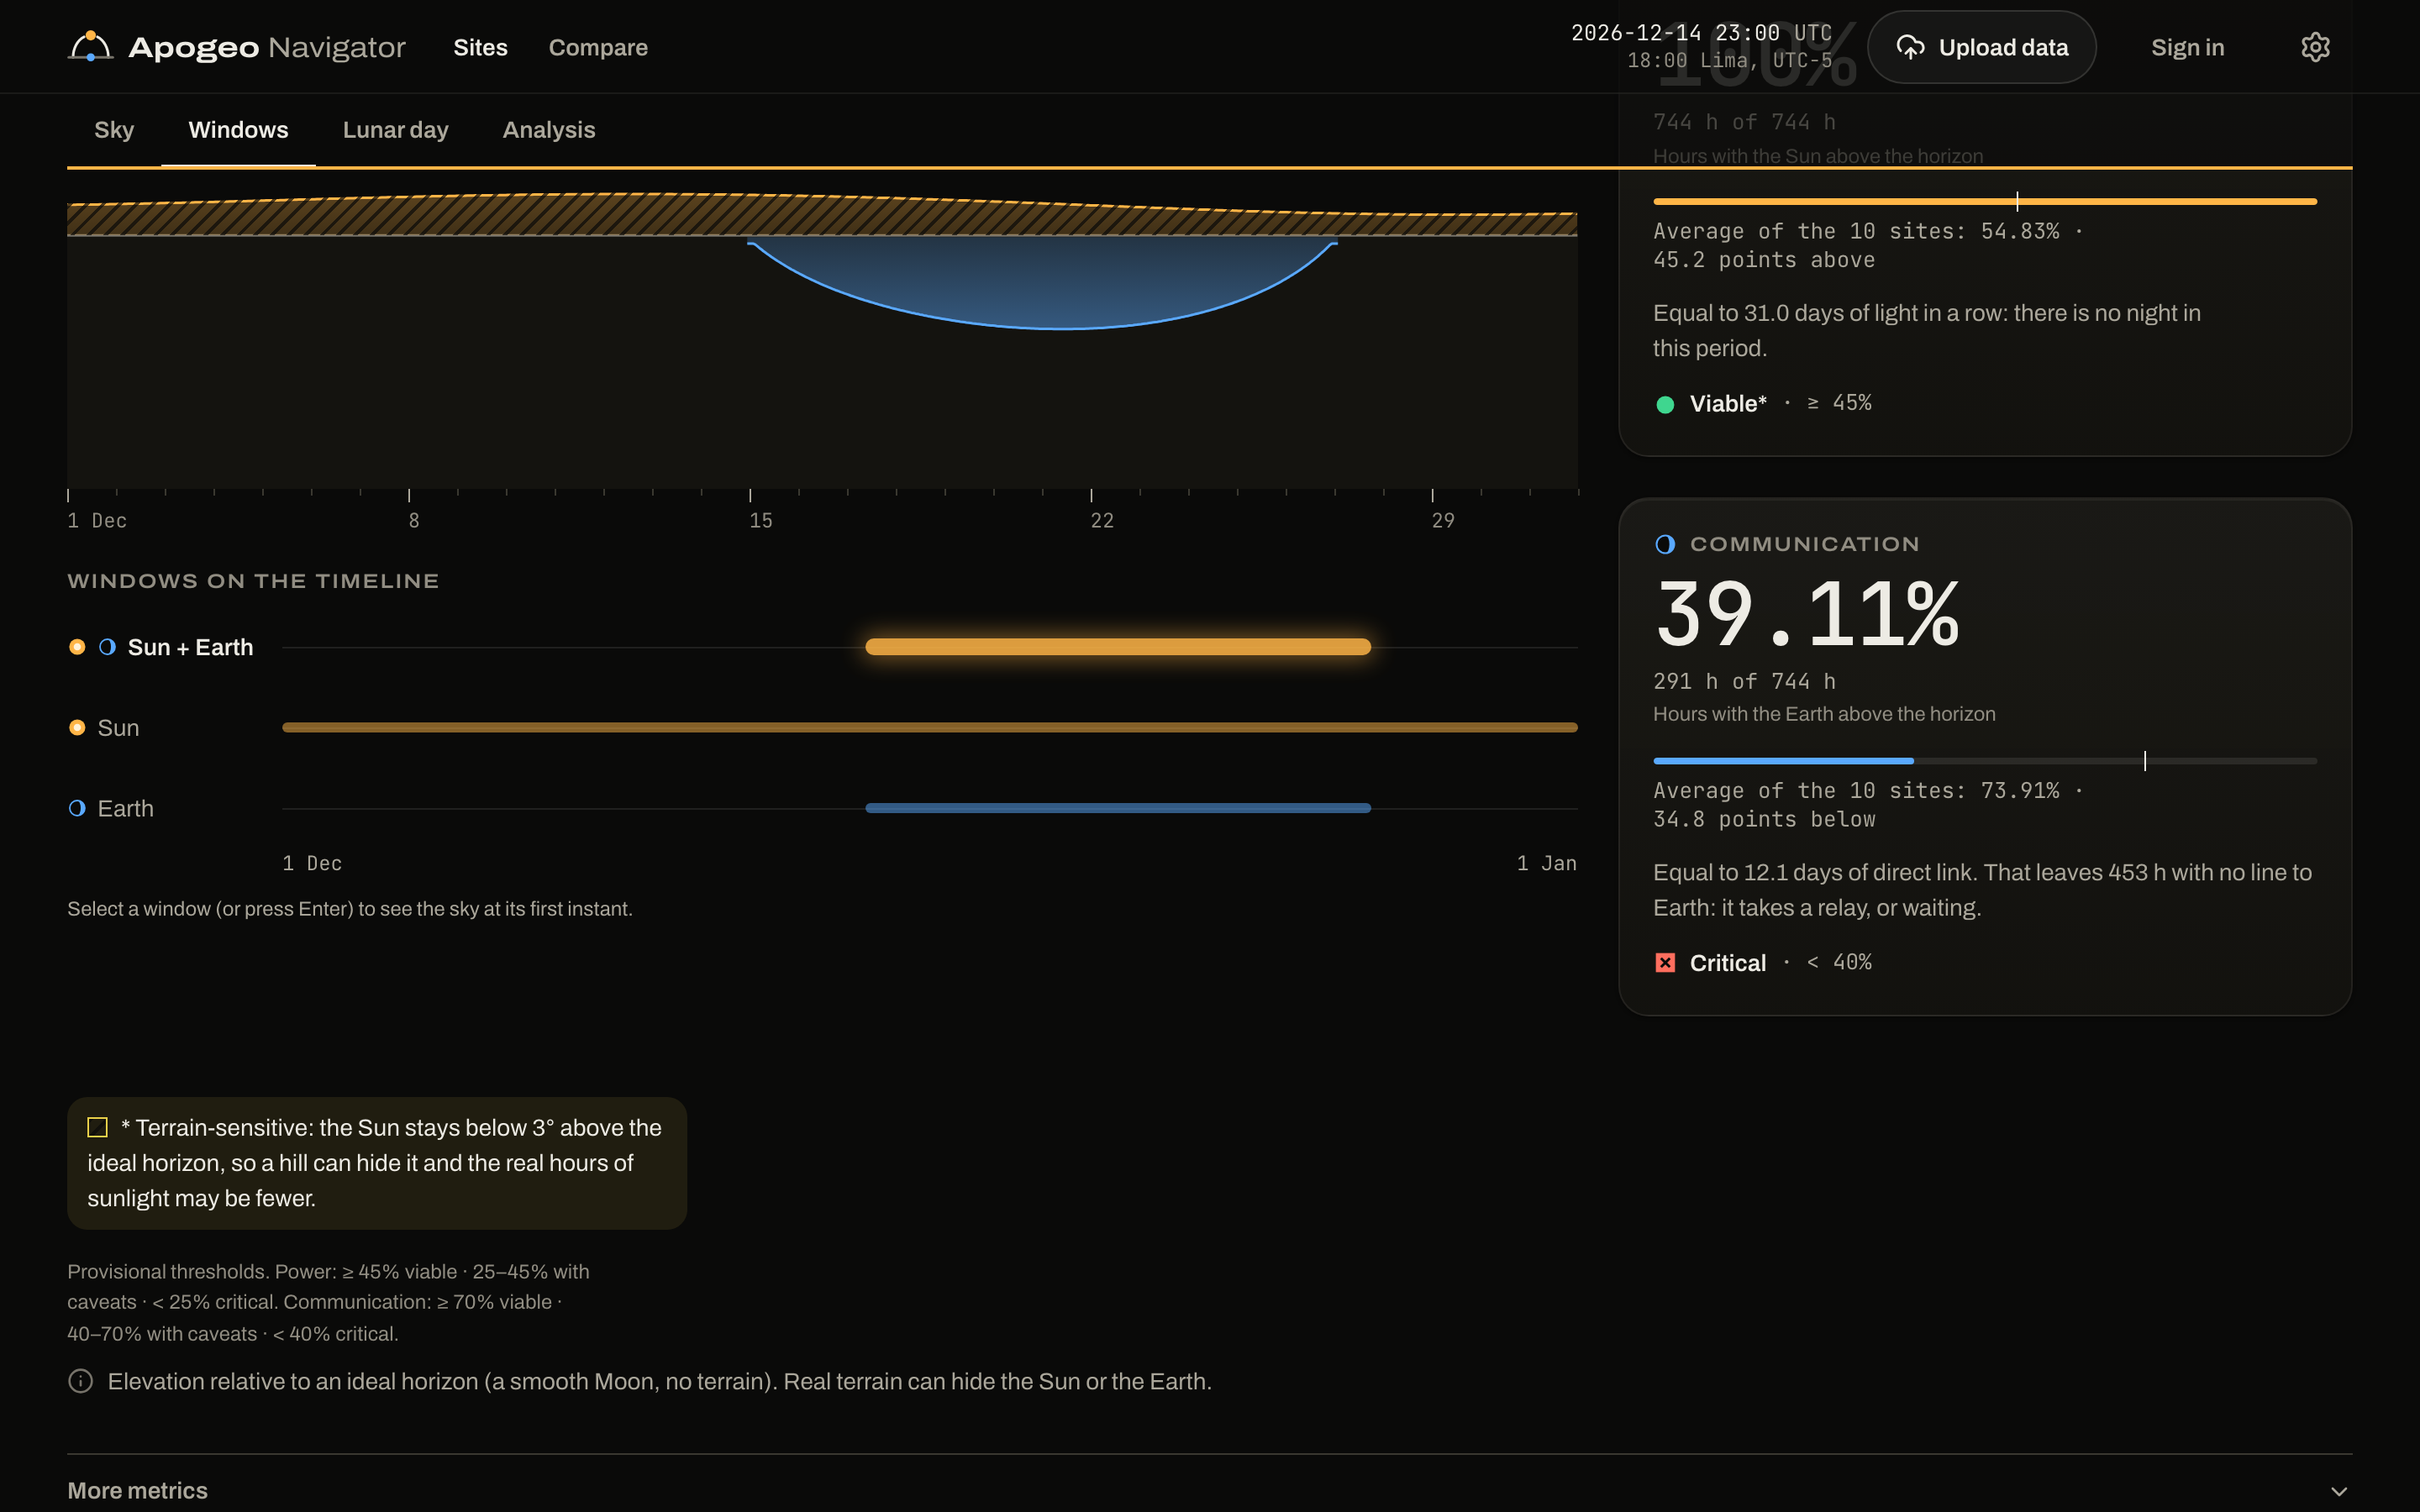 Apogeo Navigator
Sites
Compare
2026-12-14 23:00 UTC
18:00 Lima, UTC-5
Upload data
Sign in
Sky
Windows
Lunar day
Analysis
100%
744 h of 744 h
Hours with the Sun above the horizon
Average of the 10 sites: 54.83% ·
45.2 points above
Equal to 31.0 days of light in a row: there is no night in
this period.
Viable* · ≥ 45%
1 Dec
8
15
22
29
WINDOWS ON THE TIMELINE
Sun + Earth
Sun
Earth
1 Dec
1 Jan
Select a window (or press Enter) to see the sky at its first instant.
COMMUNICATION
39.11%
291 h of 744 h
Hours with the Earth above the horizon
Average of the 10 sites: 73.91% ·
34.8 points below
Equal to 12.1 days of direct link. That leaves 453 h with no line to
Earth: it takes a relay, or waiting.
Critical · < 40%
* Terrain-sensitive: the Sun stays below 3° above the
ideal horizon, so a hill can hide it and the real hours of
sunlight may be fewer.
Provisional thresholds. Power: ≥ 45% viable · 25–45% with
caveats · < 25% critical. Communication: ≥ 70% viable ·
40–70% with caveats · < 40% critical.
Elevation relative to an ideal horizon (a smooth Moon, no terrain). Real terrain can hide the Sun or the Earth.
More metrics